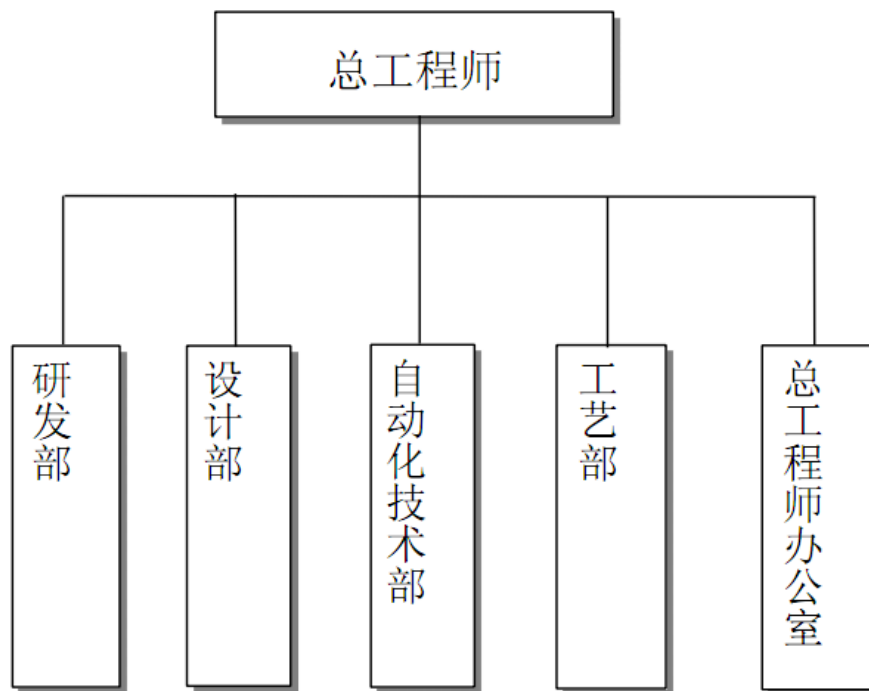 总工程师
研发部
设计部
自动化技术部
工艺部
总工程师办公室